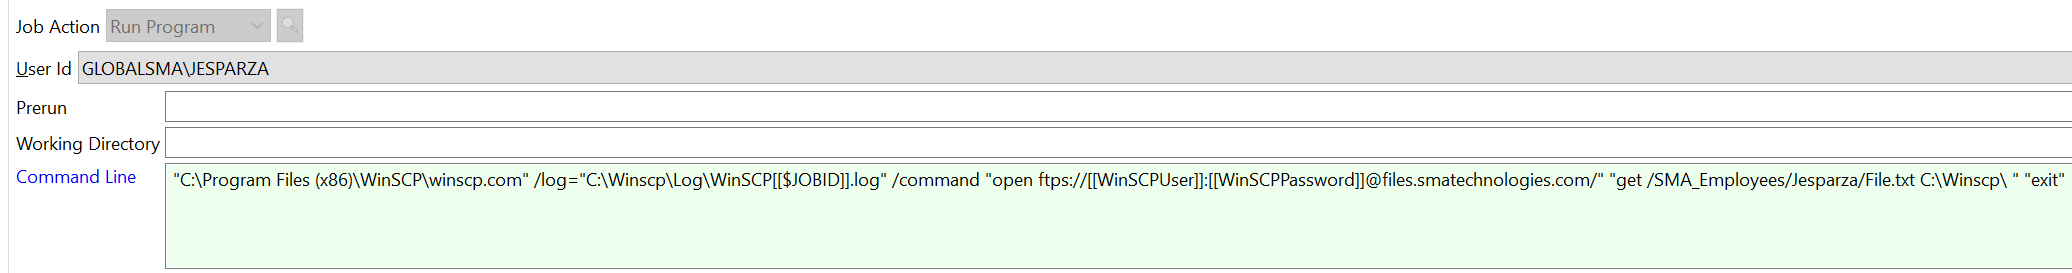 Job Action Run Program
User Id GLOBALSMA\JESPARZA
Prerun
Working Directory
Command Line "C:\Program Files (x86)\WinSCP\winscp.com" /log="C:\Winscp\Log\WinSCP[[$JOBID]].log" /command "open ftps://[[WinSCPUser]]:[[WinSCPPassword]]@files.smatechnologies.com/" "get /SMA_Employees/Jesparza/File.txt C:\Winscp\ " "exit"